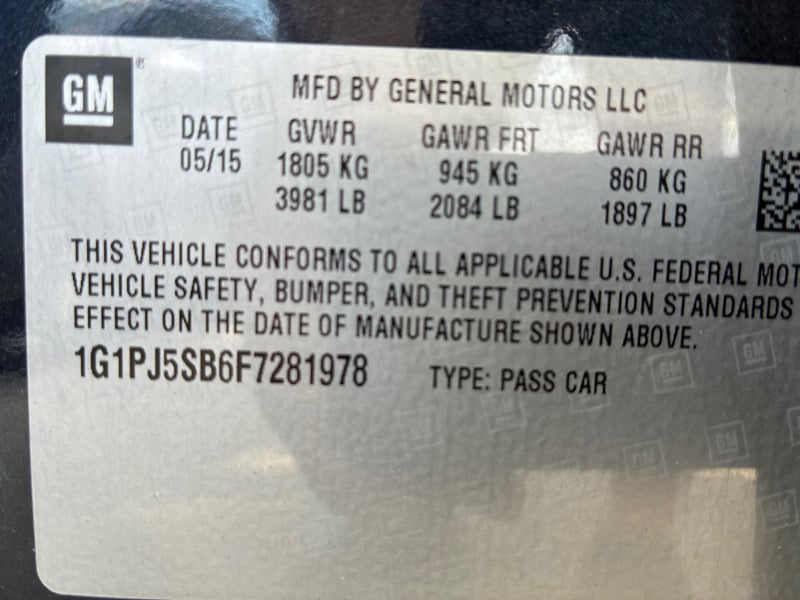 GM®
MFD BY GENERAL MOTORS LLC
DATE GVWR GAWR FRT GAWR RR
05/15 1805 KG 945 KG 860 KG
3981 LB 2084 LB 1897 LB
THIS VEHICLE CONFORMS TO ALL APPLICABLE U.S. FEDERAL MOT
VEHICLE SAFETY, BUMPER, AND THEFT PREVENTION STANDARDS
EFFECT ON THE DATE OF MANUFACTURE SHOWN ABOVE.
1G1PJ5SB6F7281978 TYPE: PASS CAR